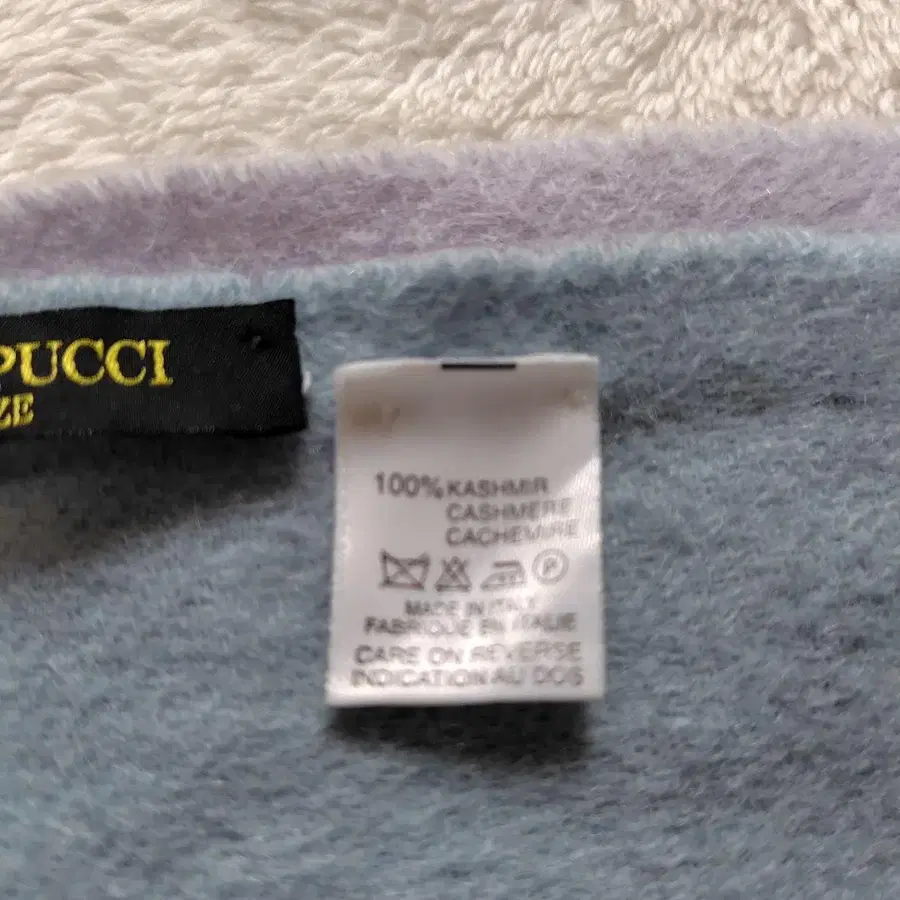 PUCCI
ZE
100% KASHMIR
CASHMERE
CACHEMIRE
P
MADE IN ITALY
FABRIQUE EN ITALIE
CARE ON REVERSE
INDICATION AU DOS